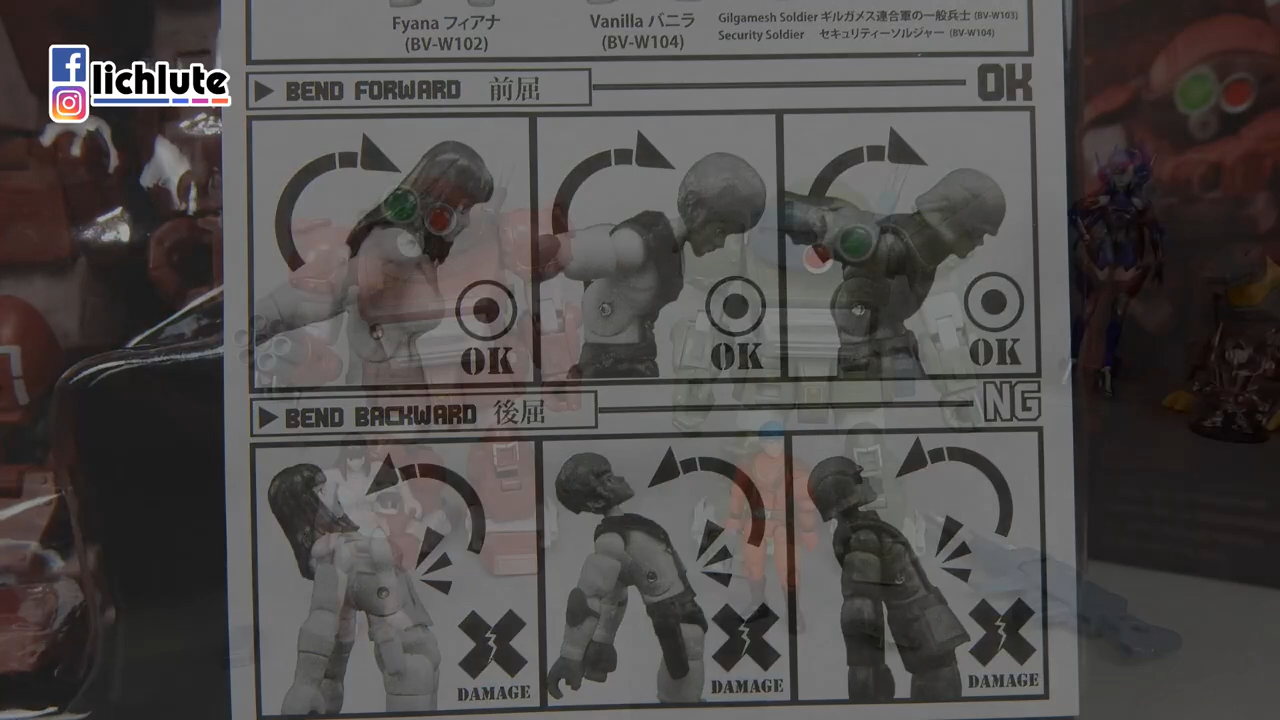 Fyana フィアナ
(BV-W102)
Vanilla バニラ
(BV-W104)
Gilgamesh Soldier ギルガメス連合軍の一般兵士 (BV-W103)
Security Soldier セキュリティーソルジャー (BV-W104)
lichlute
BEND FORWARD 前屈
OK
OK
OK
OK
BEND BACKWARD 後屈
NG
DAMAGE
DAMAGE
DAMAGE